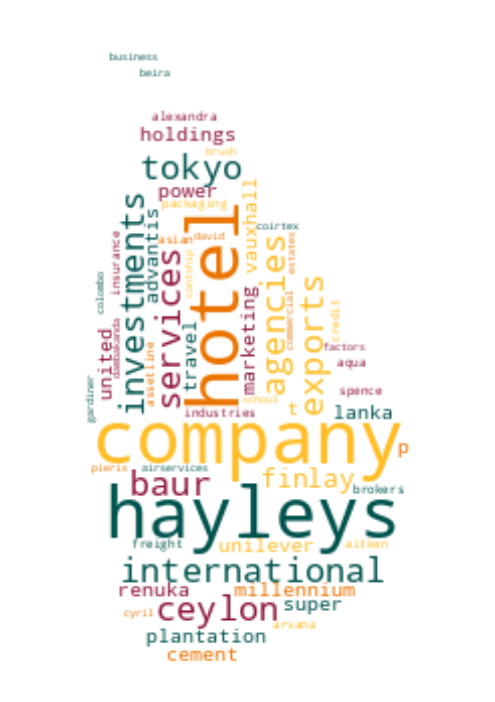 business
beira
alexandra
holdings
brush
tokyo
power
packaging
investments
advantis
services
hotel
vauxhall
coirtex
asian
david
estates
agencies
exports
insurance
colombo
contship
travel
marketing
commercial
credit
united
dambakanda
assetline
factors
aqua
gardiner
school
spence
industries
t
lanka
company
p
pieris
airservices
baur
finlay
brokers
hayleys
freight
unilever
aitken
international
renuka
millennium
cyril
ceylon
super
arvana
plantation
cement